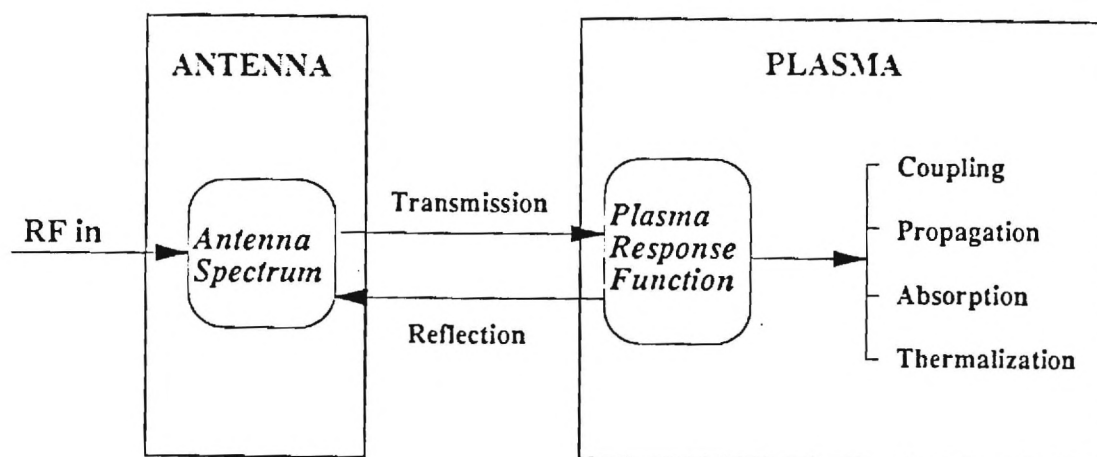 ANTENNA
PLASMA
RF in
Antenna
Spectrum
Transmission
Reflection
Plasma
Response
Function
Coupling
Propagation
Absorption
Thermalization